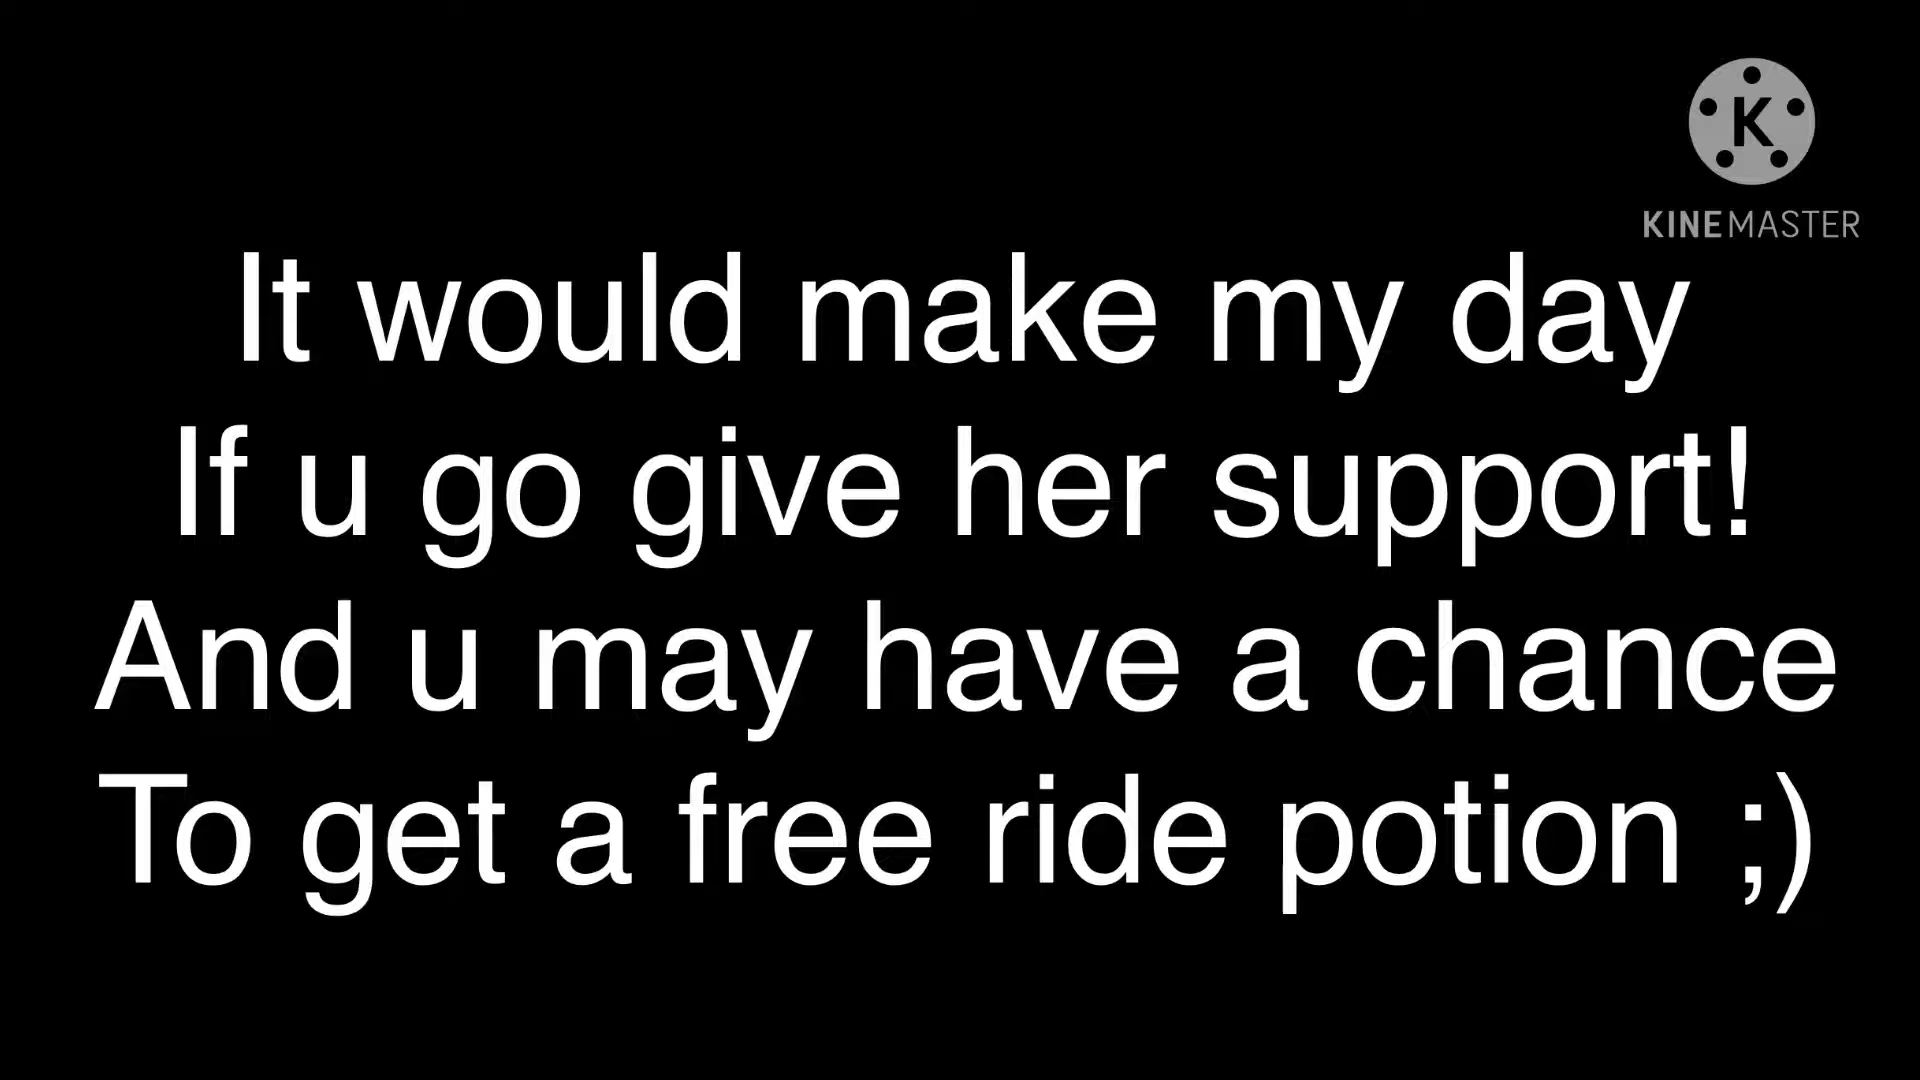 K
KINEMASTER
It would make my day
If u go give her support!
And u may have a chance
To get a free ride potion ;)